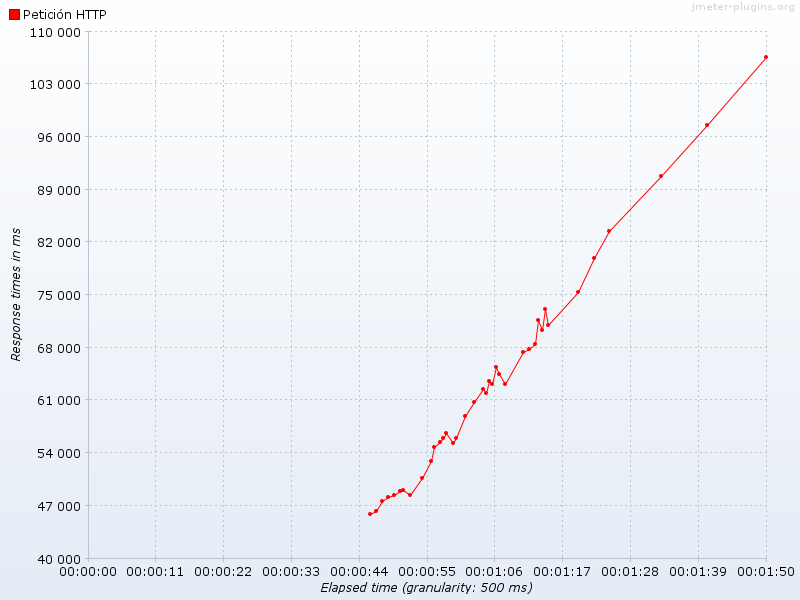 jmeter-plugins.org
Petición HTTP
110 000
103 000
96 000
89 000
82 000
75 000
68 000
61 000
54 000
47 000
40 000
Response times in ms
00:00:00 00:00:11 00:00:22 00:00:33 00:00:44 00:00:55 00:01:06 00:01:17 00:01:28 00:01:39 00:01:50
Elapsed time (granularity: 500 ms)